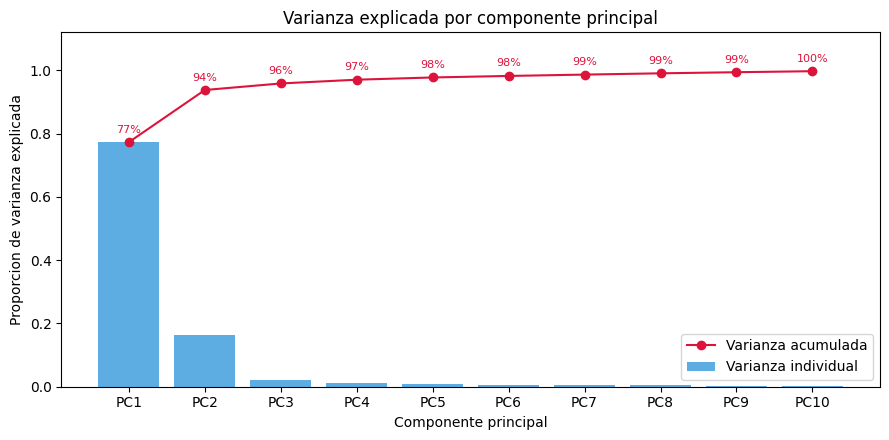 Varianza explicada por componente principal
Proporcion de varianza explicada
1.0
0.8
0.6
0.4
0.2
0.0
77%
94%
96%
97%
98%
98%
99%
99%
99%
100%
Varianza acumulada
Varianza individual
PC1 PC2 PC3 PC4 PC5 PC6 PC7 PC8 PC9 PC10
Componente principal